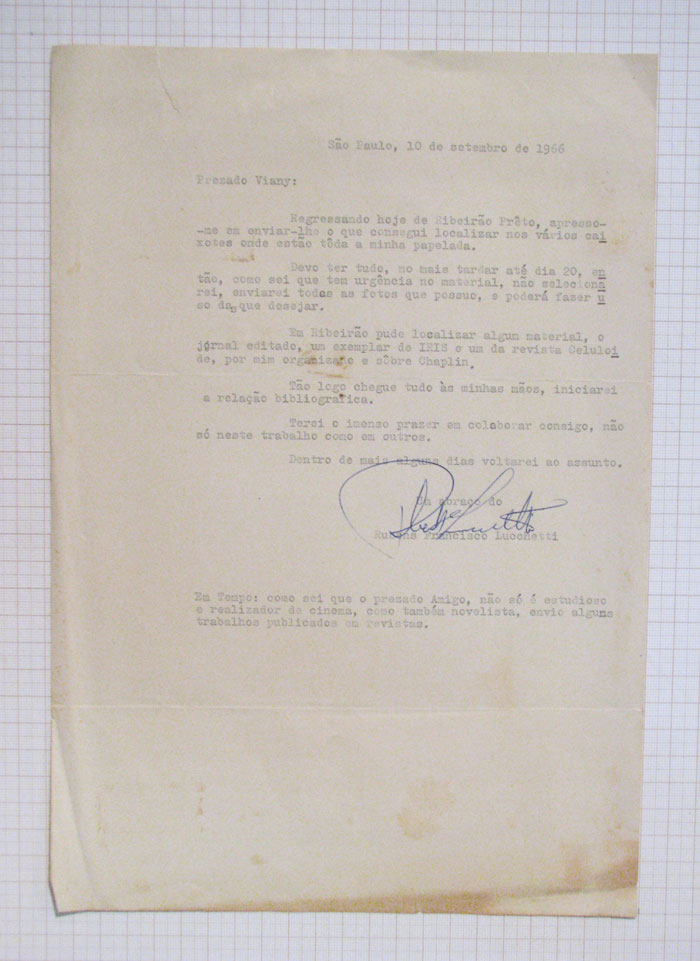 São Paulo, 10 de setembro de 1966
Prezado Viany:
Regressando hoje de Ribeirão Prêto, apresso-
-me em enviar-lhe o que consegui localizar nos vários cai
xotes onde estão tôda a minha papelada.
Devo ter tudo, no mais tardar até dia 20, en
tão, como sei que tem urgência no material, não selecioná
rei, enviarei todas as fotos que possuo, e poderá fazer u
so da que desejar.
Em Ribeirão pude localizar algum material, o
jornal editado, um exemplar de IRIS e um da revista Celuloi
de, por mim organizado e sôbre Chaplin.
Tão logo chegue tudo às minhas mãos, iniciarei
a relação bibliografica.
Terei o imenso prazer em colaborar consigo, não
só neste trabalho como em outros.
Dentro de mais alguns dias voltarei ao assunto.
Um abraço do
Rubens Francisco Lucchetti
Em Tempo: como sei que o prezado Amigo, não só é estudioso
e realizador de cinema, como também novelista, envio alguns
trabalhos publicados em revistas.